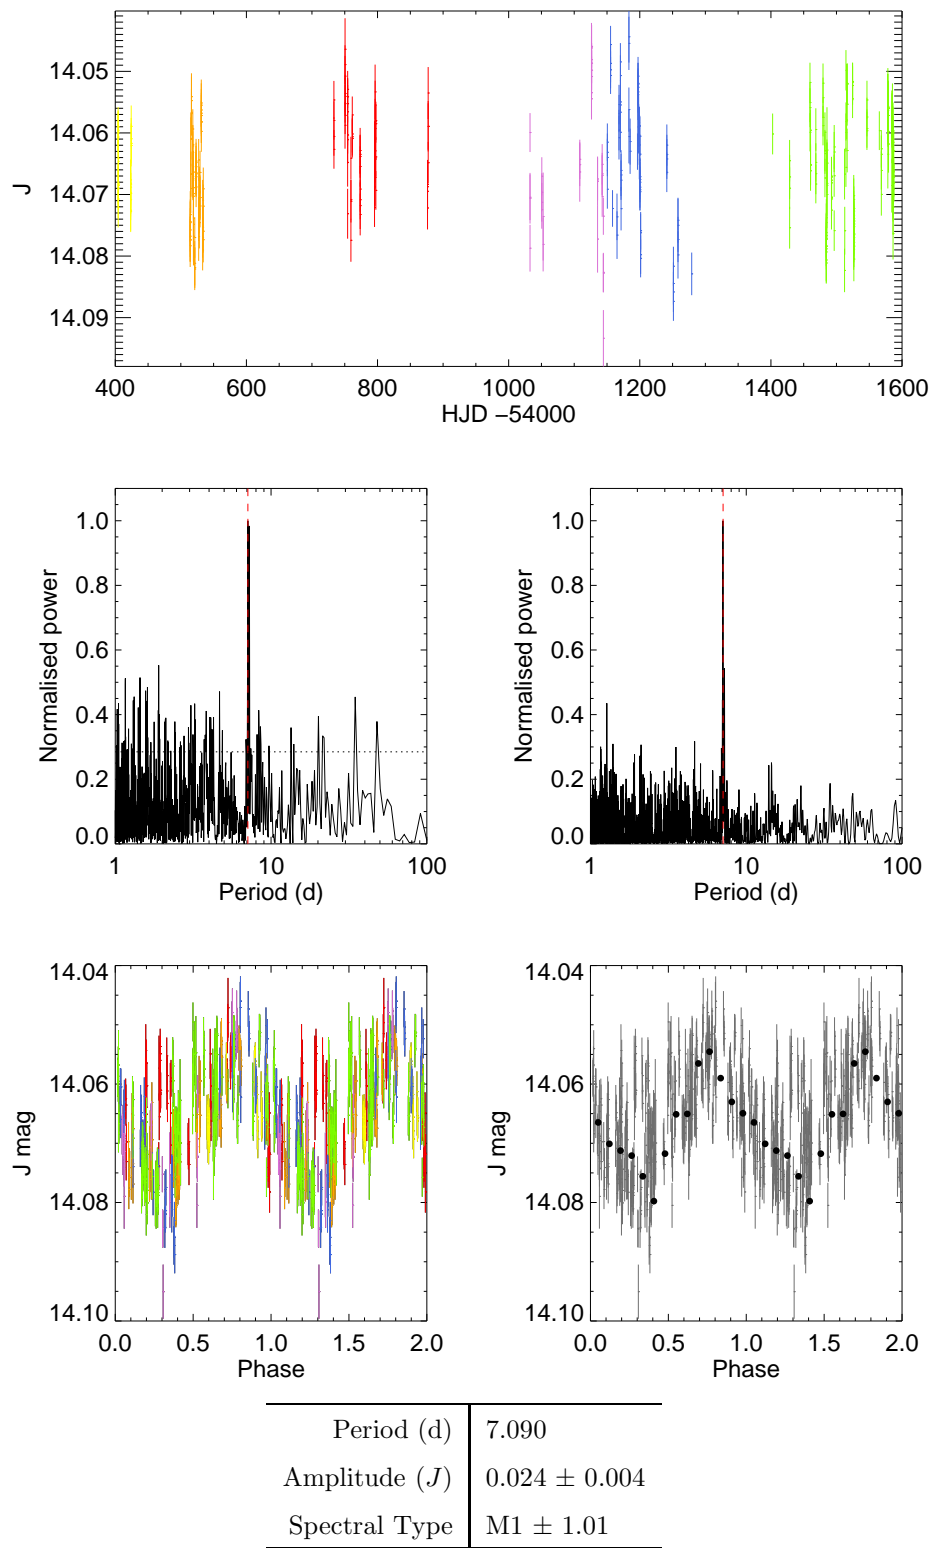 14.05
14.06
14.07
14.08
14.09
J
400 600 800 1000 1200 1400 1600
HJD −54000
1.0
0.8
0.6
0.4
0.2
0.0
Normalised power
1 10 100
Period (d)
1.0
0.8
0.6
0.4
0.2
0.0
Normalised power
1 10 100
Period (d)
14.04
14.06
14.08
14.10
J mag
0.0 0.5 1.0 1.5 2.0
Phase
14.04
14.06
14.08
14.10
J mag
0.0 0.5 1.0 1.5 2.0
Phase
Period (d) 7.090
Amplitude (J) 0.024 ± 0.004
Spectral Type M1 ± 1.01